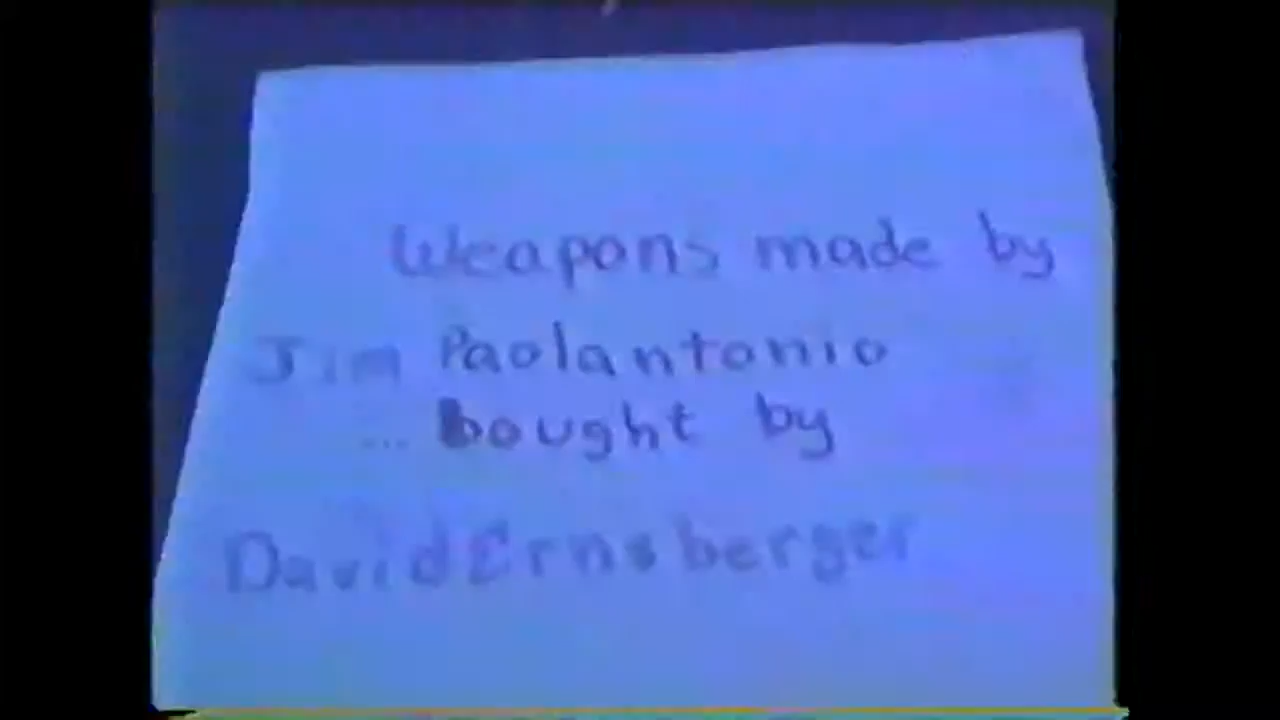 Weapons made by
Jim Paolantonio
... bought by
David Ernsberger